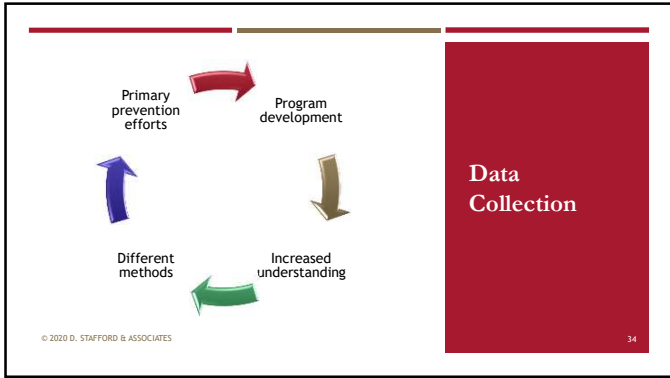 Primary
prevention
efforts
Program
development
Different
methods
Increased
understanding
Data
Collection
© 2020 D. STAFFORD & ASSOCIATES
34